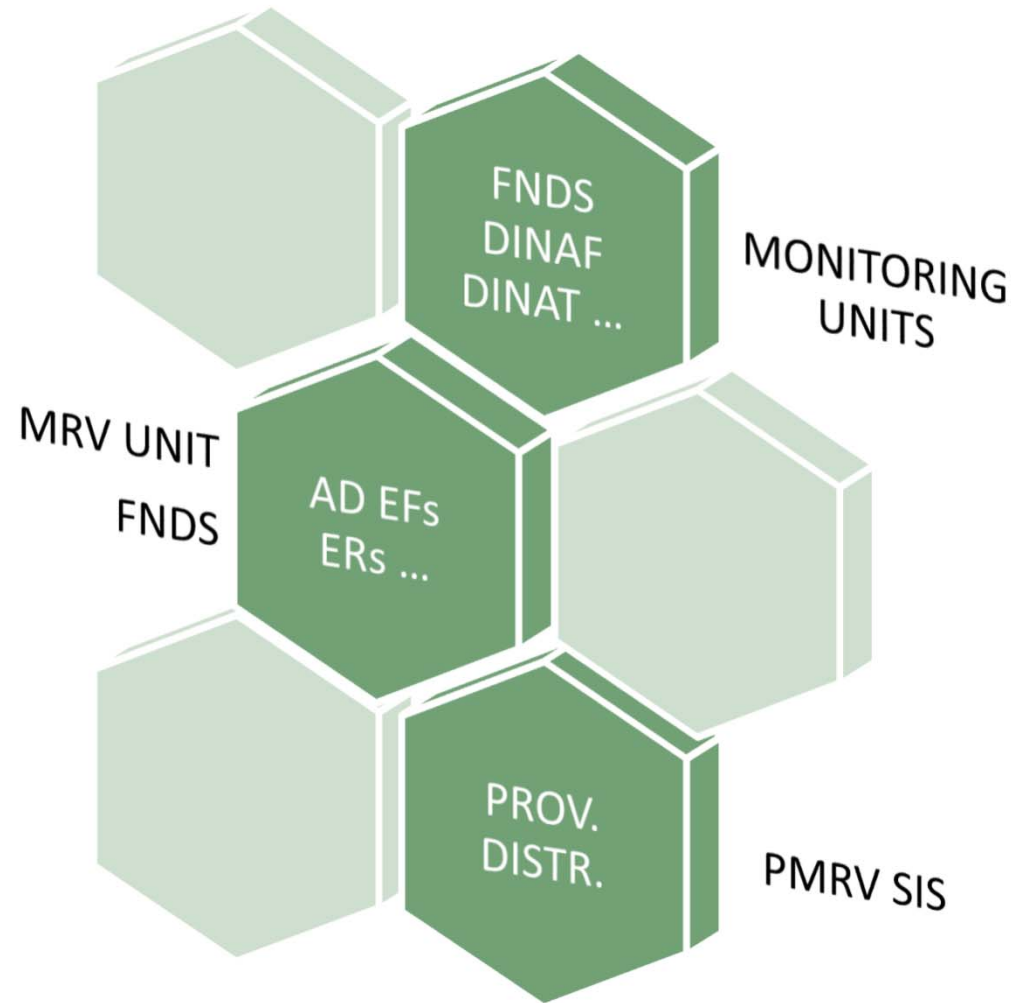 FNDS
DINAF
DINAT ...
MONITORING
UNITS
MRV UNIT
FNDS
AD EFs
ERs ...
PROV.
DISTR.
PMRV SIS